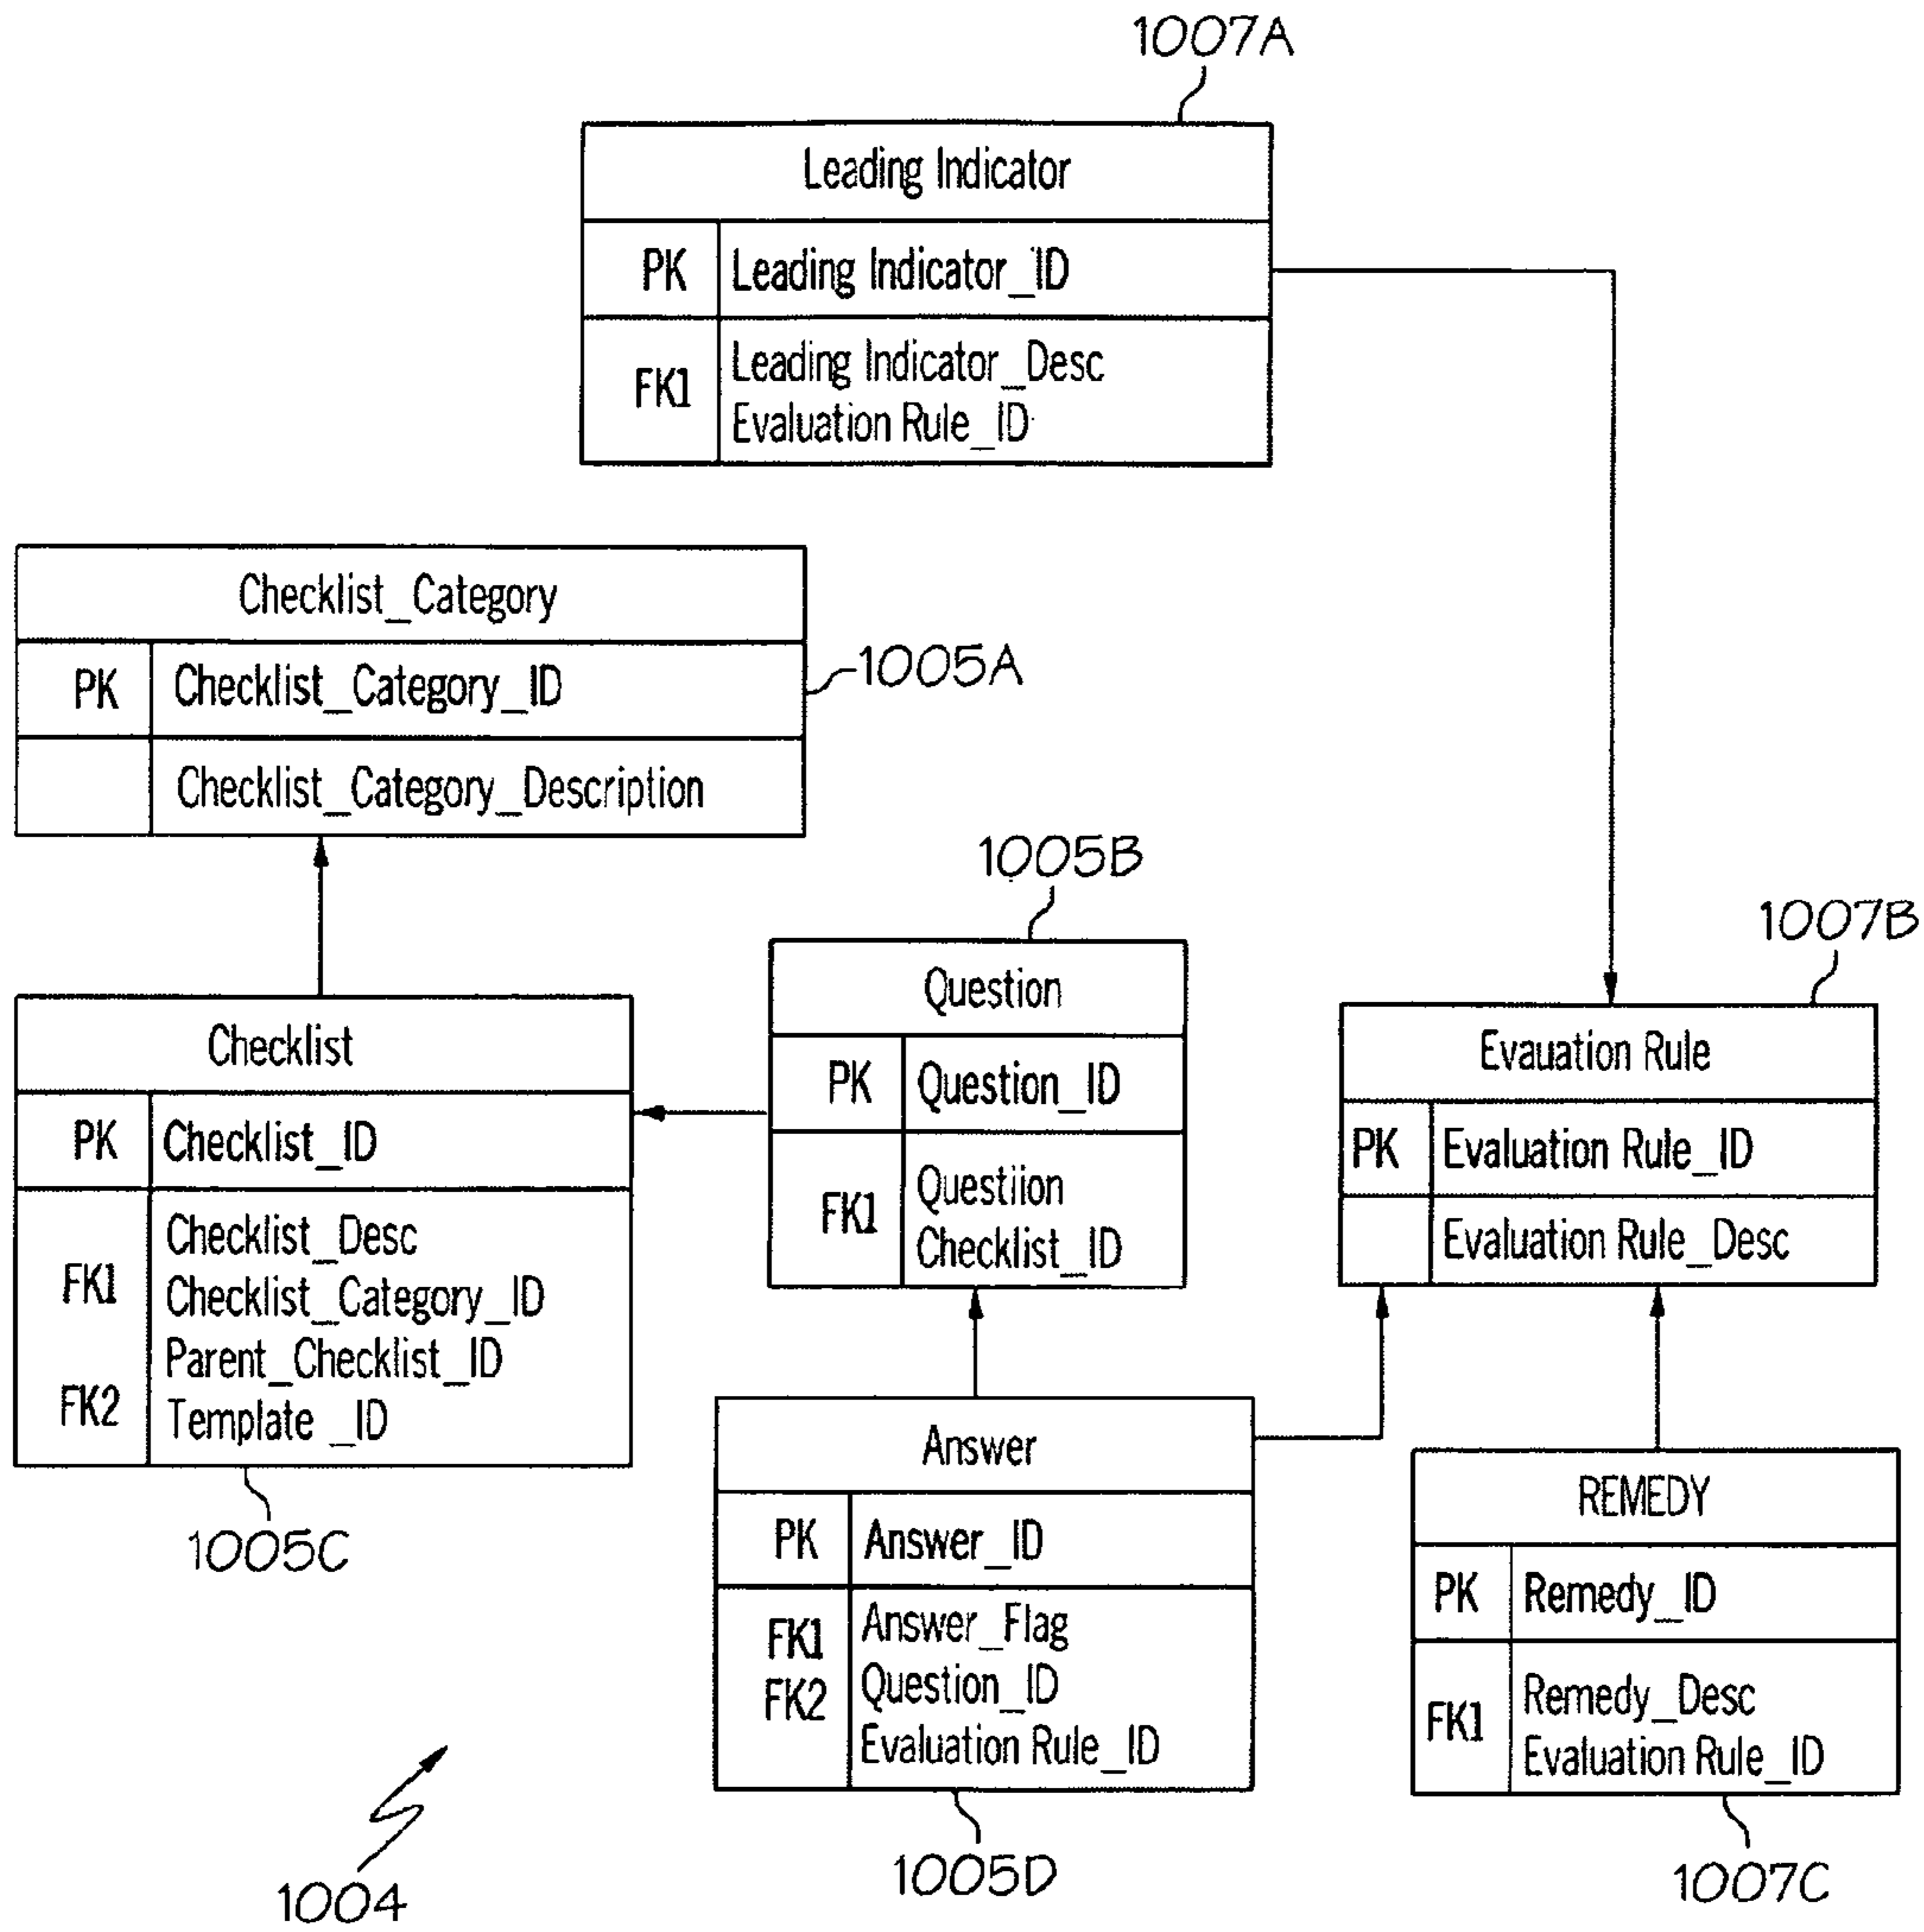 1007A
Leading Indicator
PK Leading Indicator_ID
Leading Indicator_Desc
FK1
Evaluation Rule_ID
Checklist_Category
PK Checklist_Category_ID
1005A
Checklist_Category_Description
1005B
Question
PK Question_ID
Questiion
FK1
Checklist_ID
1007B
Evauation Rule
PK Evaluation Rule_ID
Evaluation Rule_Desc
Checklist
PK Checklist_ID
Checklist_Desc
FK1 Checklist_Category_ID
Parent_Checklist_ID
FK2 Template _ID
1005C
Answer
PK Answer_ID
FK1 Answer_Flag
FK2 Question_ID
Evaluation Rule_ID
1005D
REMEDY
PK Remedy_ID
Remedy_Desc
FK1
Evaluation Rule_ID
1007C
1004